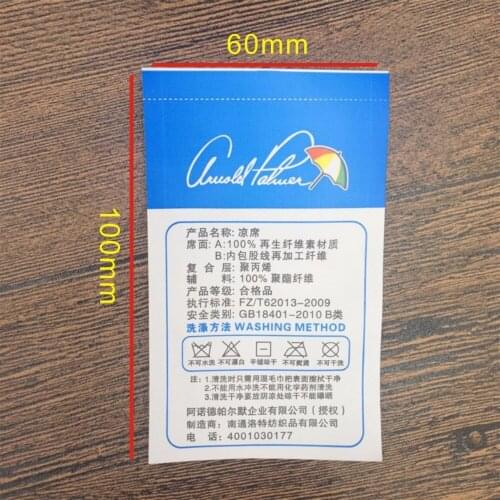 60mm
100mm
Arnold Palmer
产品名称: 凉席
席面: A:100% 再生纤维素材质
B:内包股线再加工纤维
复合层: 聚丙烯
辅料: 100% 聚酯纤维
产品等级: 合格品
执行标准: FZ/T62013-2009
安全类别: GB18401-2010 B类
洗涤方法 WASHING METHOD
不可水洗 不可漂白 平铺晾干 不可熨烫 不可干洗
注: 1.清洗时只需用湿毛巾把表面擦拭干净
2.不能用水冲洗不能用化学药剂清洗
3.清洗干净要放阴凉处晾干不能曝晒
阿诺德帕尔默企业有限公司（授权）
制造商: 南通洛特纺织品有限公司
电话: 4001030177